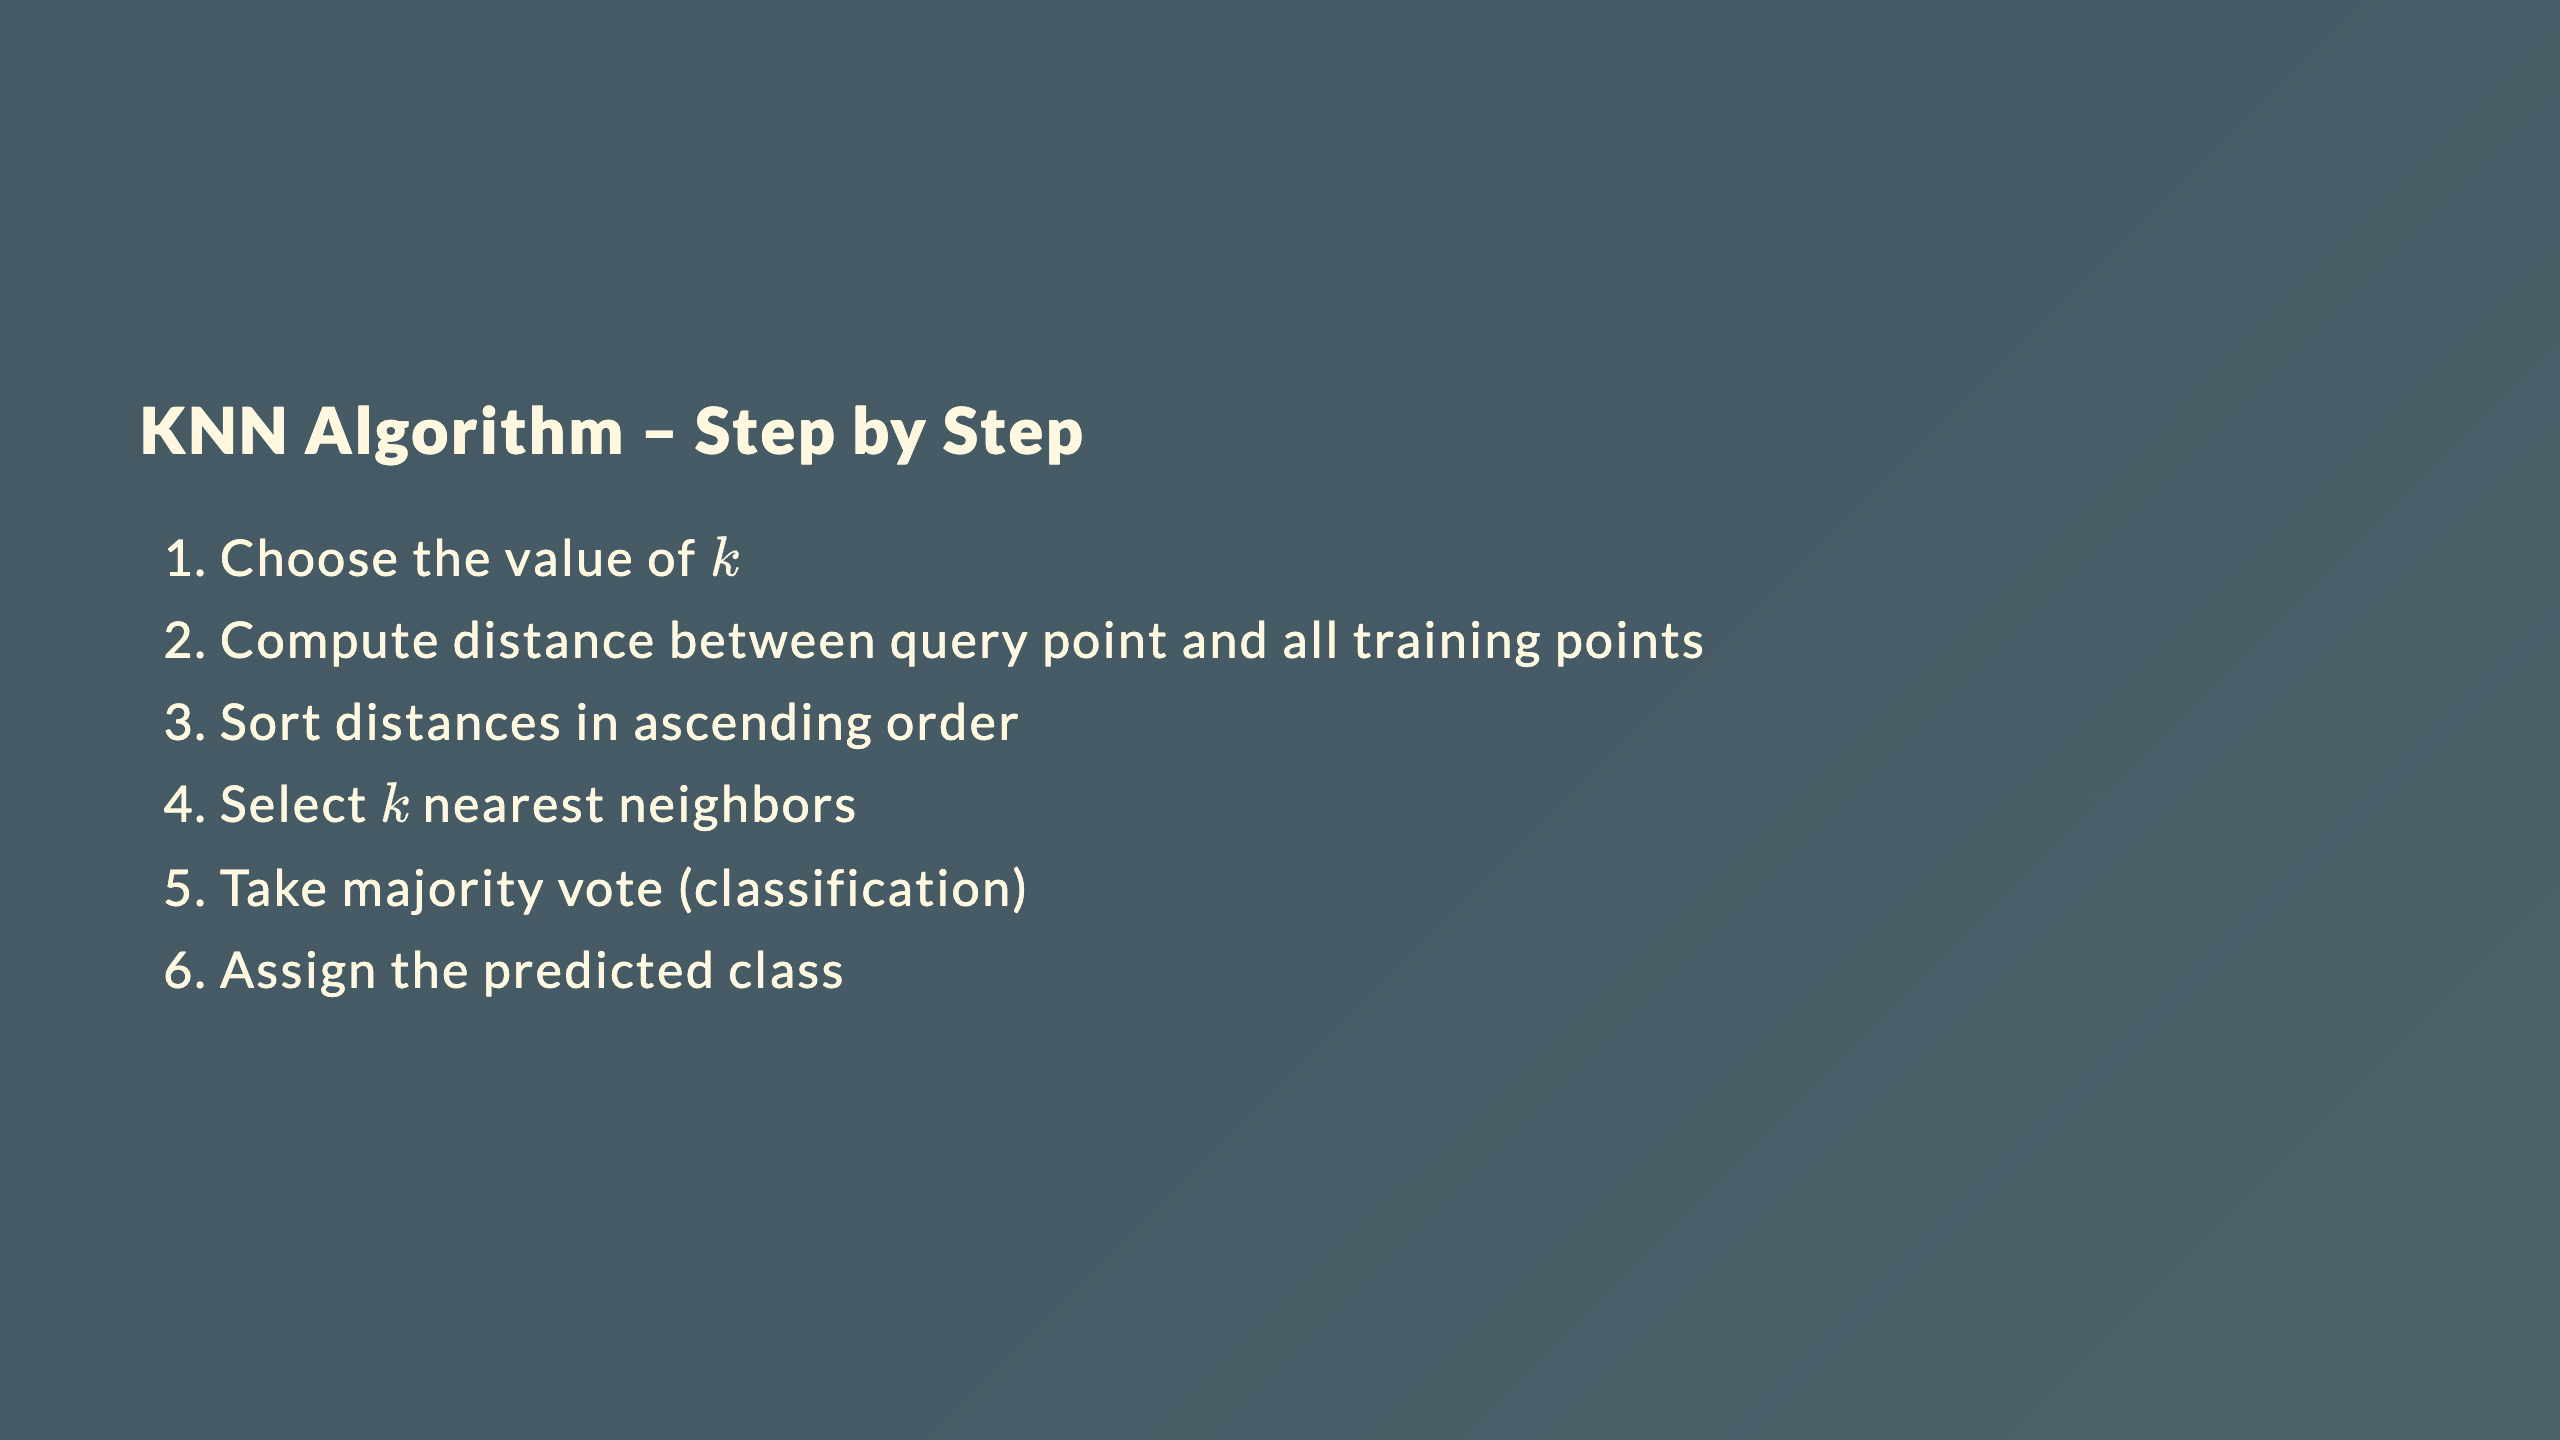 KNN Algorithm – Step by Step
1. Choose the value of k
2. Compute distance between query point and all training points
3. Sort distances in ascending order
4. Select k nearest neighbors
5. Take majority vote (classification)
6. Assign the predicted class